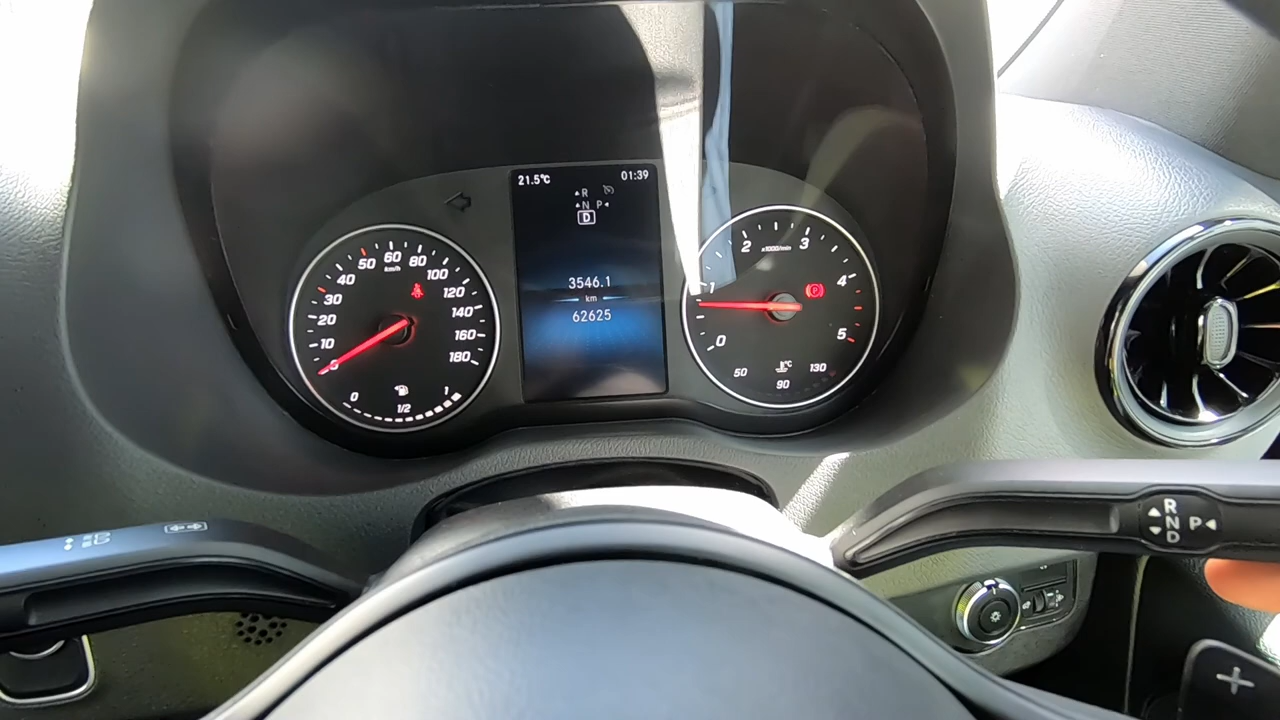 21.5°C 01:39
R
N P
D
3546.1
km
62625
0
10
20
30
40
50
60
80
100
120
140
160
180
km/h
0 1/2 1
0
1
2
3
4
5
x1000/min
P
50 °C 130
90
R
N P
D
+